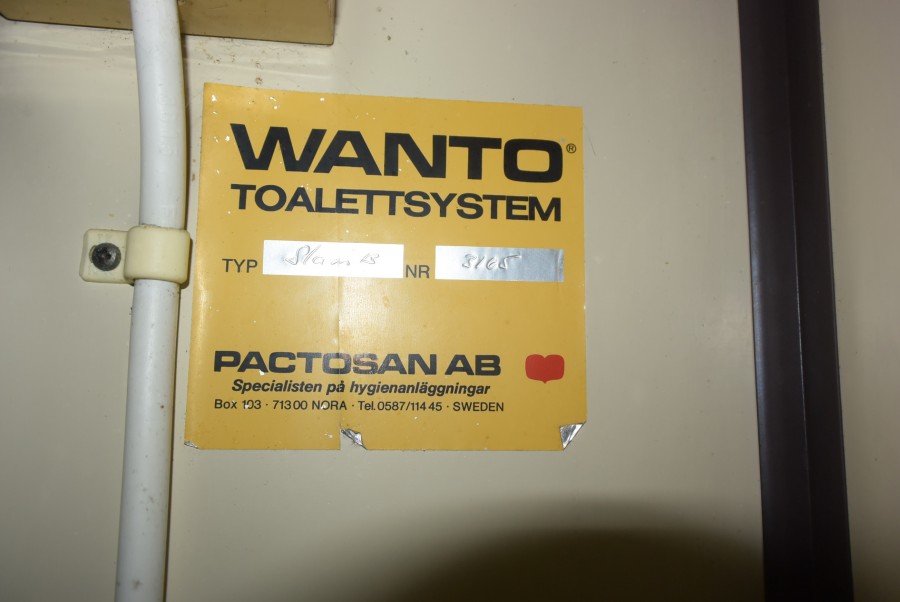 WANTO®
TOALETTSYSTEM
TYP NR 3165
PACTOSAN AB
Specialisten på hygienanläggningar
Box 103 · 713 00 NORA · Tel. 0587/114 45 · SWEDEN